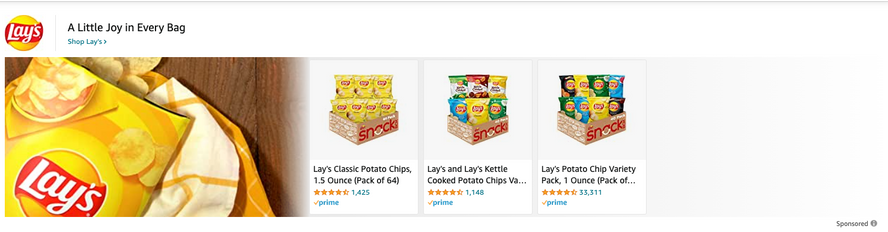 Lay's
A Little Joy in Every Bag
Shop Lay's ›
Lay's
snack
snack
snack
Lay's Classic Potato Chips,
1.5 Ounce (Pack of 64)
1,425
prime
Lay's and Lay's Kettle
Cooked Potato Chips Va...
1,148
prime
Lay's Potato Chip Variety
Pack, 1 Ounce (Pack of...
33,311
prime
Sponsored